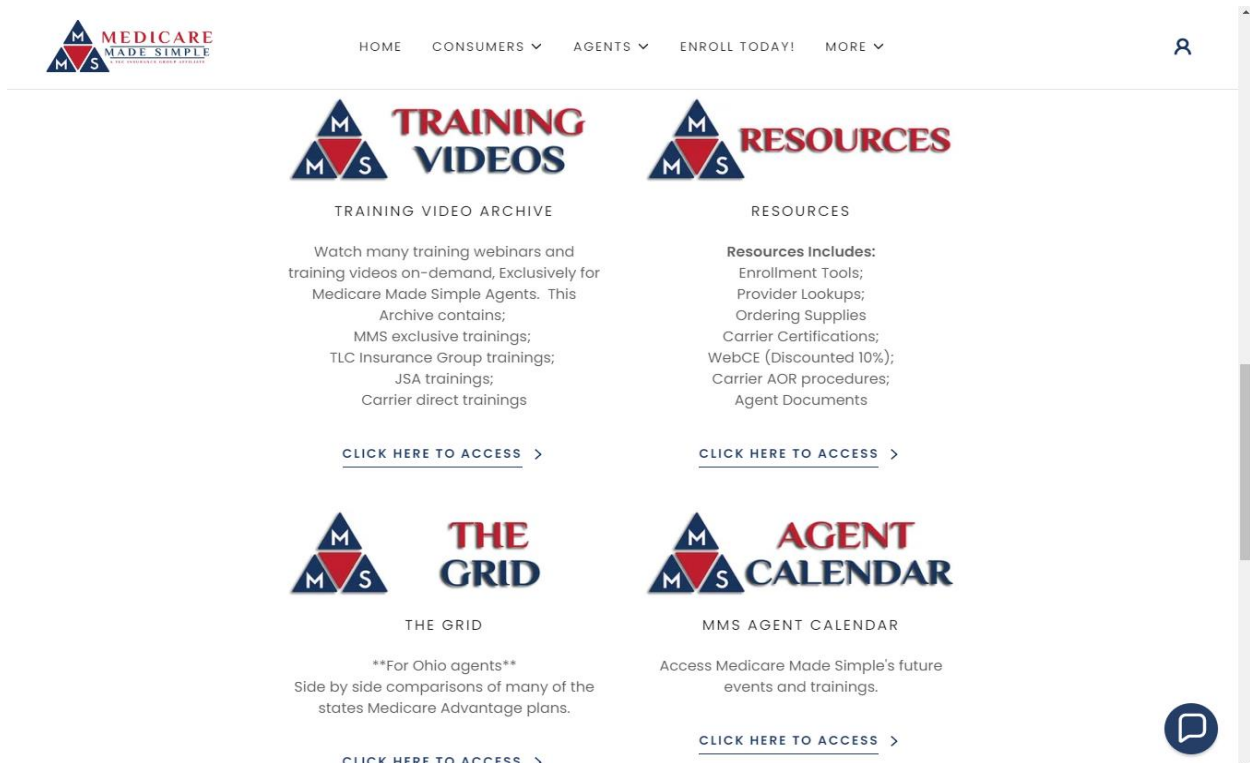 MEDICARE
MADE SIMPLE
A TLC INSURANCE GROUP AFFILIATE
M
M S
HOME CONSUMERS AGENTS ENROLL TODAY! MORE
M
M S
TRAINING
VIDEOS
TRAINING VIDEO ARCHIVE
Watch many training webinars and
training videos on-demand, Exclusively for
Medicare Made Simple Agents. This
Archive contains;
MMS exclusive trainings;
TLC Insurance Group trainings;
JSA trainings;
Carrier direct trainings
CLICK HERE TO ACCESS
M
M S
RESOURCES
RESOURCES
Resources Includes:
Enrollment Tools;
Provider Lookups;
Ordering Supplies
Carrier Certifications;
WebCE (Discounted 10%);
Carrier AOR procedures;
Agent Documents
CLICK HERE TO ACCESS
M
M S
THE
GRID
THE GRID
**For Ohio agents**
Side by side comparisons of many of the
states Medicare Advantage plans.
CLICK HERE TO ACCESS
M
M S
AGENT
CALENDAR
MMS AGENT CALENDAR
Access Medicare Made Simple's future
events and trainings.
CLICK HERE TO ACCESS